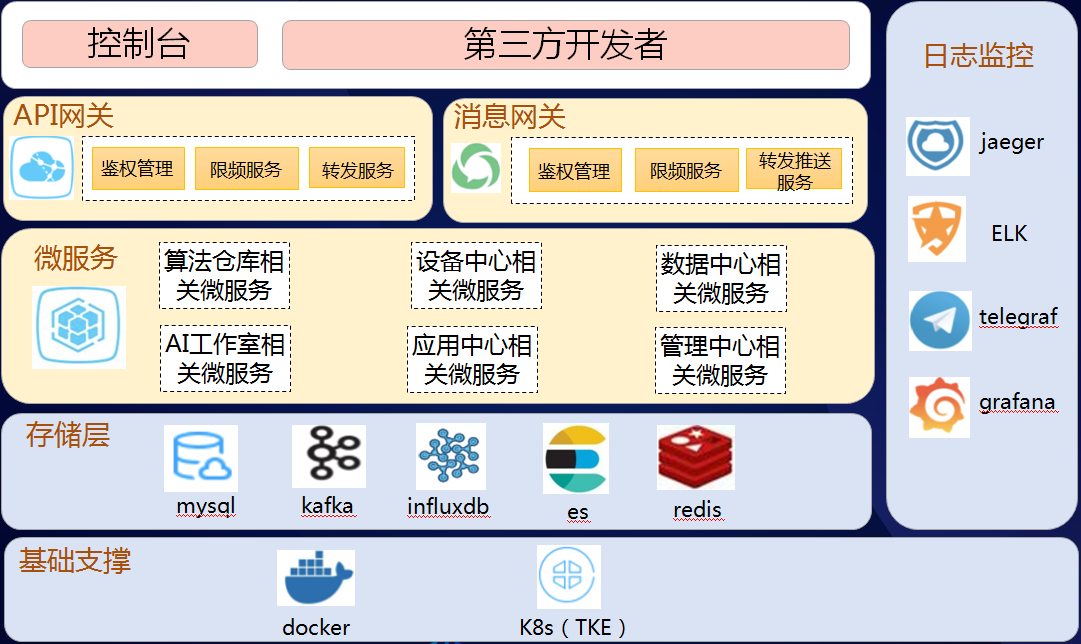 控制台
第三方开发者
日志监控
API网关
鉴权管理
限频服务
转发服务
消息网关
鉴权管理
限频服务
转发推送
服务
jaeger
ELK
telegraf
grafana
微服务
算法仓库相
关微服务
设备中心相
关微服务
数据中心相
关微服务
AI工作室相
关微服务
应用中心相
关微服务
管理中心相
关微服务
存储层
mysql
kafka
influxdb
es
redis
基础支撑
docker
K8s（TKE）